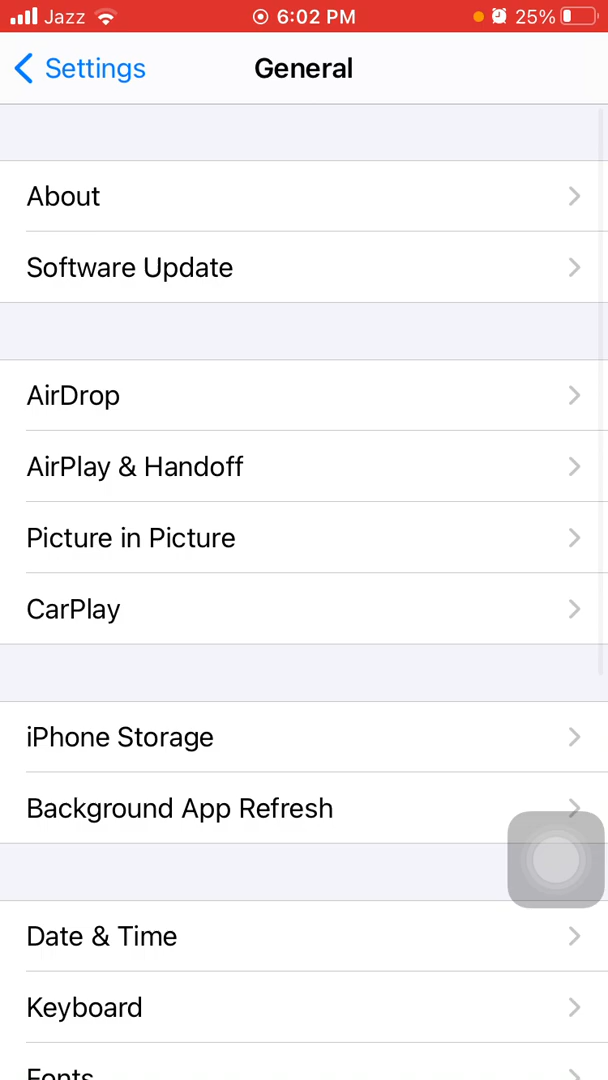 Jazz 6:02 PM 25%
Settings General
About
Software Update
AirDrop
AirPlay & Handoff
Picture in Picture
CarPlay
iPhone Storage
Background App Refresh
Date & Time
Keyboard
Fonts